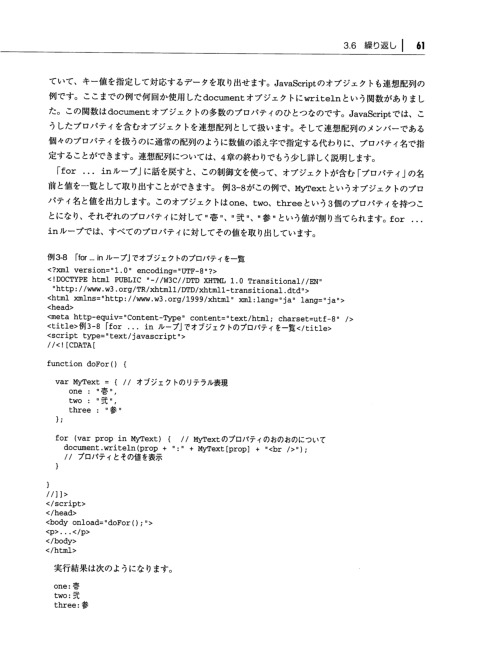 3.6 繰り返し 61
ていて、キー値を指定して対応するデータを取り出せます。JavaScriptのオブジェクトも連想配列の
例です。ここまでの例で何回か使用したdocumentオブジェクトにwritelnという関数がありまし
た。この関数はdocumentオブジェクトの多数のプロパティのひとつなのです。JavaScriptでは、こ
うしたプロパティを含むオブジェクトを連想配列として扱います。そして連想配列のメンバーである
個々のプロパティを扱うのに通常の配列のように数値の添え字で指定する代わりに、プロパティ名で指
定することができます。連想配列については、4章の終わりでもう少し詳しく説明します。
「for ... inループ」に話を戻すと、この制御文を使って、オブジェクトが含む「プロパティ」の名
前と値を一覧として取り出すことができます。 例3-8がこの例で、MyTextというオブジェクトのプロ
パティ名と値を出力します。このオブジェクトはone、two、threeという3個のプロパティを持つこ
とになり、それぞれのプロパティに対して"壱"、"弐"、"参"という値が割り当てられます。for ...
inループでは、すべてのプロパティに対してその値を取り出しています。
例3-8 「for ... in ループ」でオブジェクトのプロパティを一覧
<?xml version="1.0" encoding="UTF-8"?>
<!DOCTYPE html PUBLIC "-//W3C//DTD XHTML 1.0 Transitional//EN"
"http://www.w3.org/TR/xhtml1/DTD/xhtml1-transitional.dtd">
<html xmlns="http://www.w3.org/1999/xhtml" xml:lang="ja" lang="ja">
<head>
<meta http-equiv="Content-Type" content="text/html; charset=utf-8" />
<title>例3-8「for ... in ループ」でオブジェクトのプロパティを一覧</title>
<script type="text/javascript">
//<![CDATA[
function doFor() {
var MyText = { // オブジェクトのリテラル表現
one : "壱",
two : "弐",
three : "参"
};
for (var prop in MyText) { // MyTextのプロパティのおのおのについて
document.writeln(prop + ":" + MyText[prop] + "<br />");
// プロパティとその値を表示
}
}
//]]>
</script>
</head>
<body onload="doFor();">
<p>...</p>
</body>
</html>
実行結果は次のようになります。
one:壱
two:弐
three:参